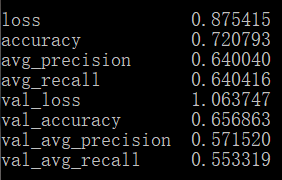 loss 0.875415
accuracy 0.720793
avg_precision 0.640040
avg_recall 0.640416
val_loss 1.063747
val_accuracy 0.656863
val_avg_precision 0.571520
val_avg_recall 0.553319